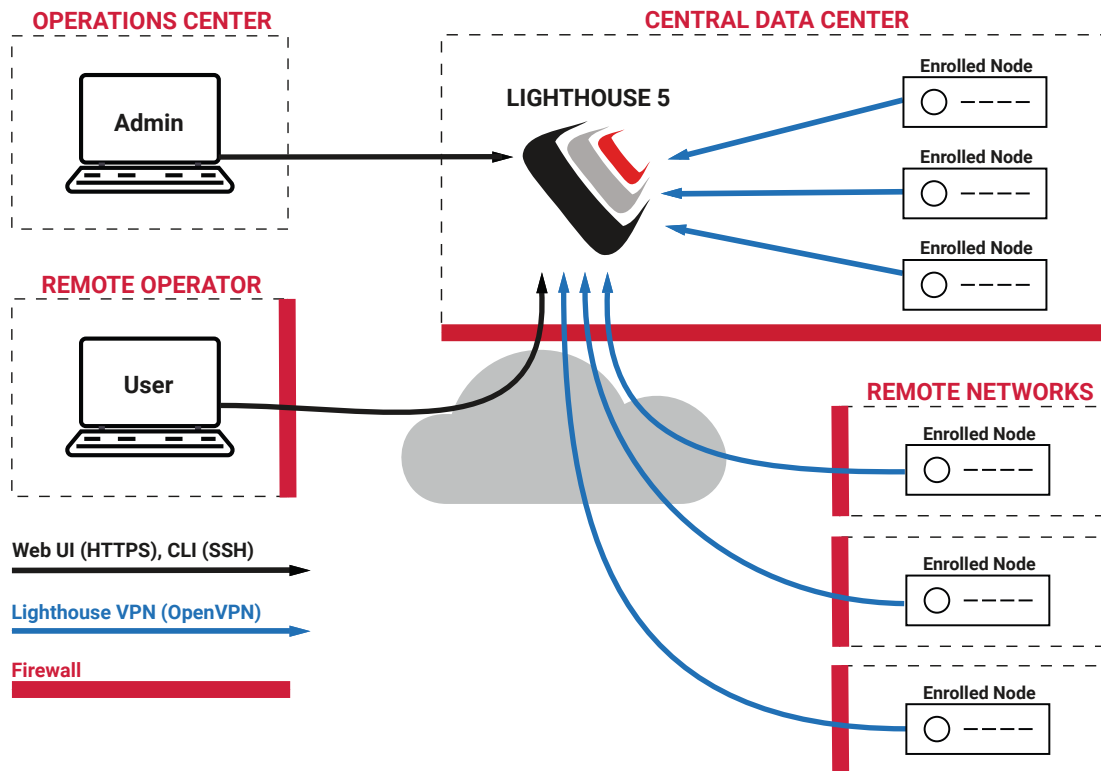 OPERATIONS CENTER
Admin
CENTRAL DATA CENTER
LIGHTHOUSE 5
Enrolled Node
Enrolled Node
Enrolled Node
REMOTE OPERATOR
User
REMOTE NETWORKS
Enrolled Node
Enrolled Node
Enrolled Node
Web UI (HTTPS), CLI (SSH)
Lighthouse VPN (OpenVPN)
Firewall